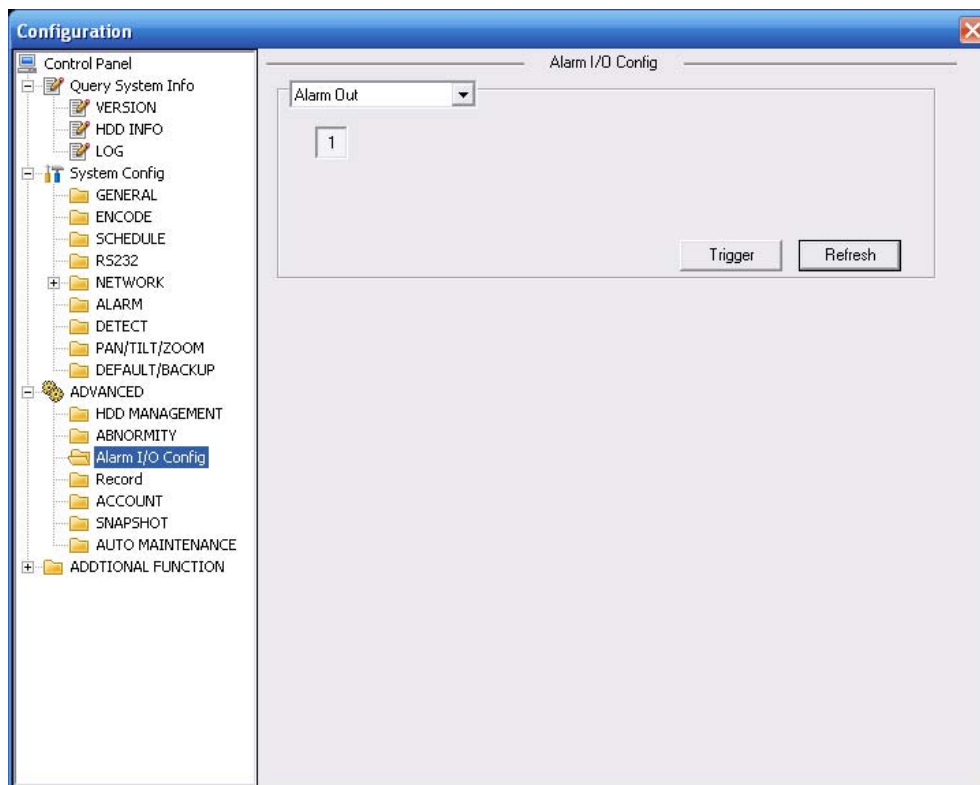 Configuration
Control Panel
Query System Info
VERSION
HDD INFO
LOG
System Config
GENERAL
ENCODE
SCHEDULE
RS232
NETWORK
ALARM
DETECT
PAN/TILT/ZOOM
DEFAULT/BACKUP
ADVANCED
HDD MANAGEMENT
ABNORMITY
Alarm I/O Config
Record
ACCOUNT
SNAPSHOT
AUTO MAINTENANCE
ADDTIONAL FUNCTION
Alarm I/O Config
Alarm Out
1
Trigger Refresh